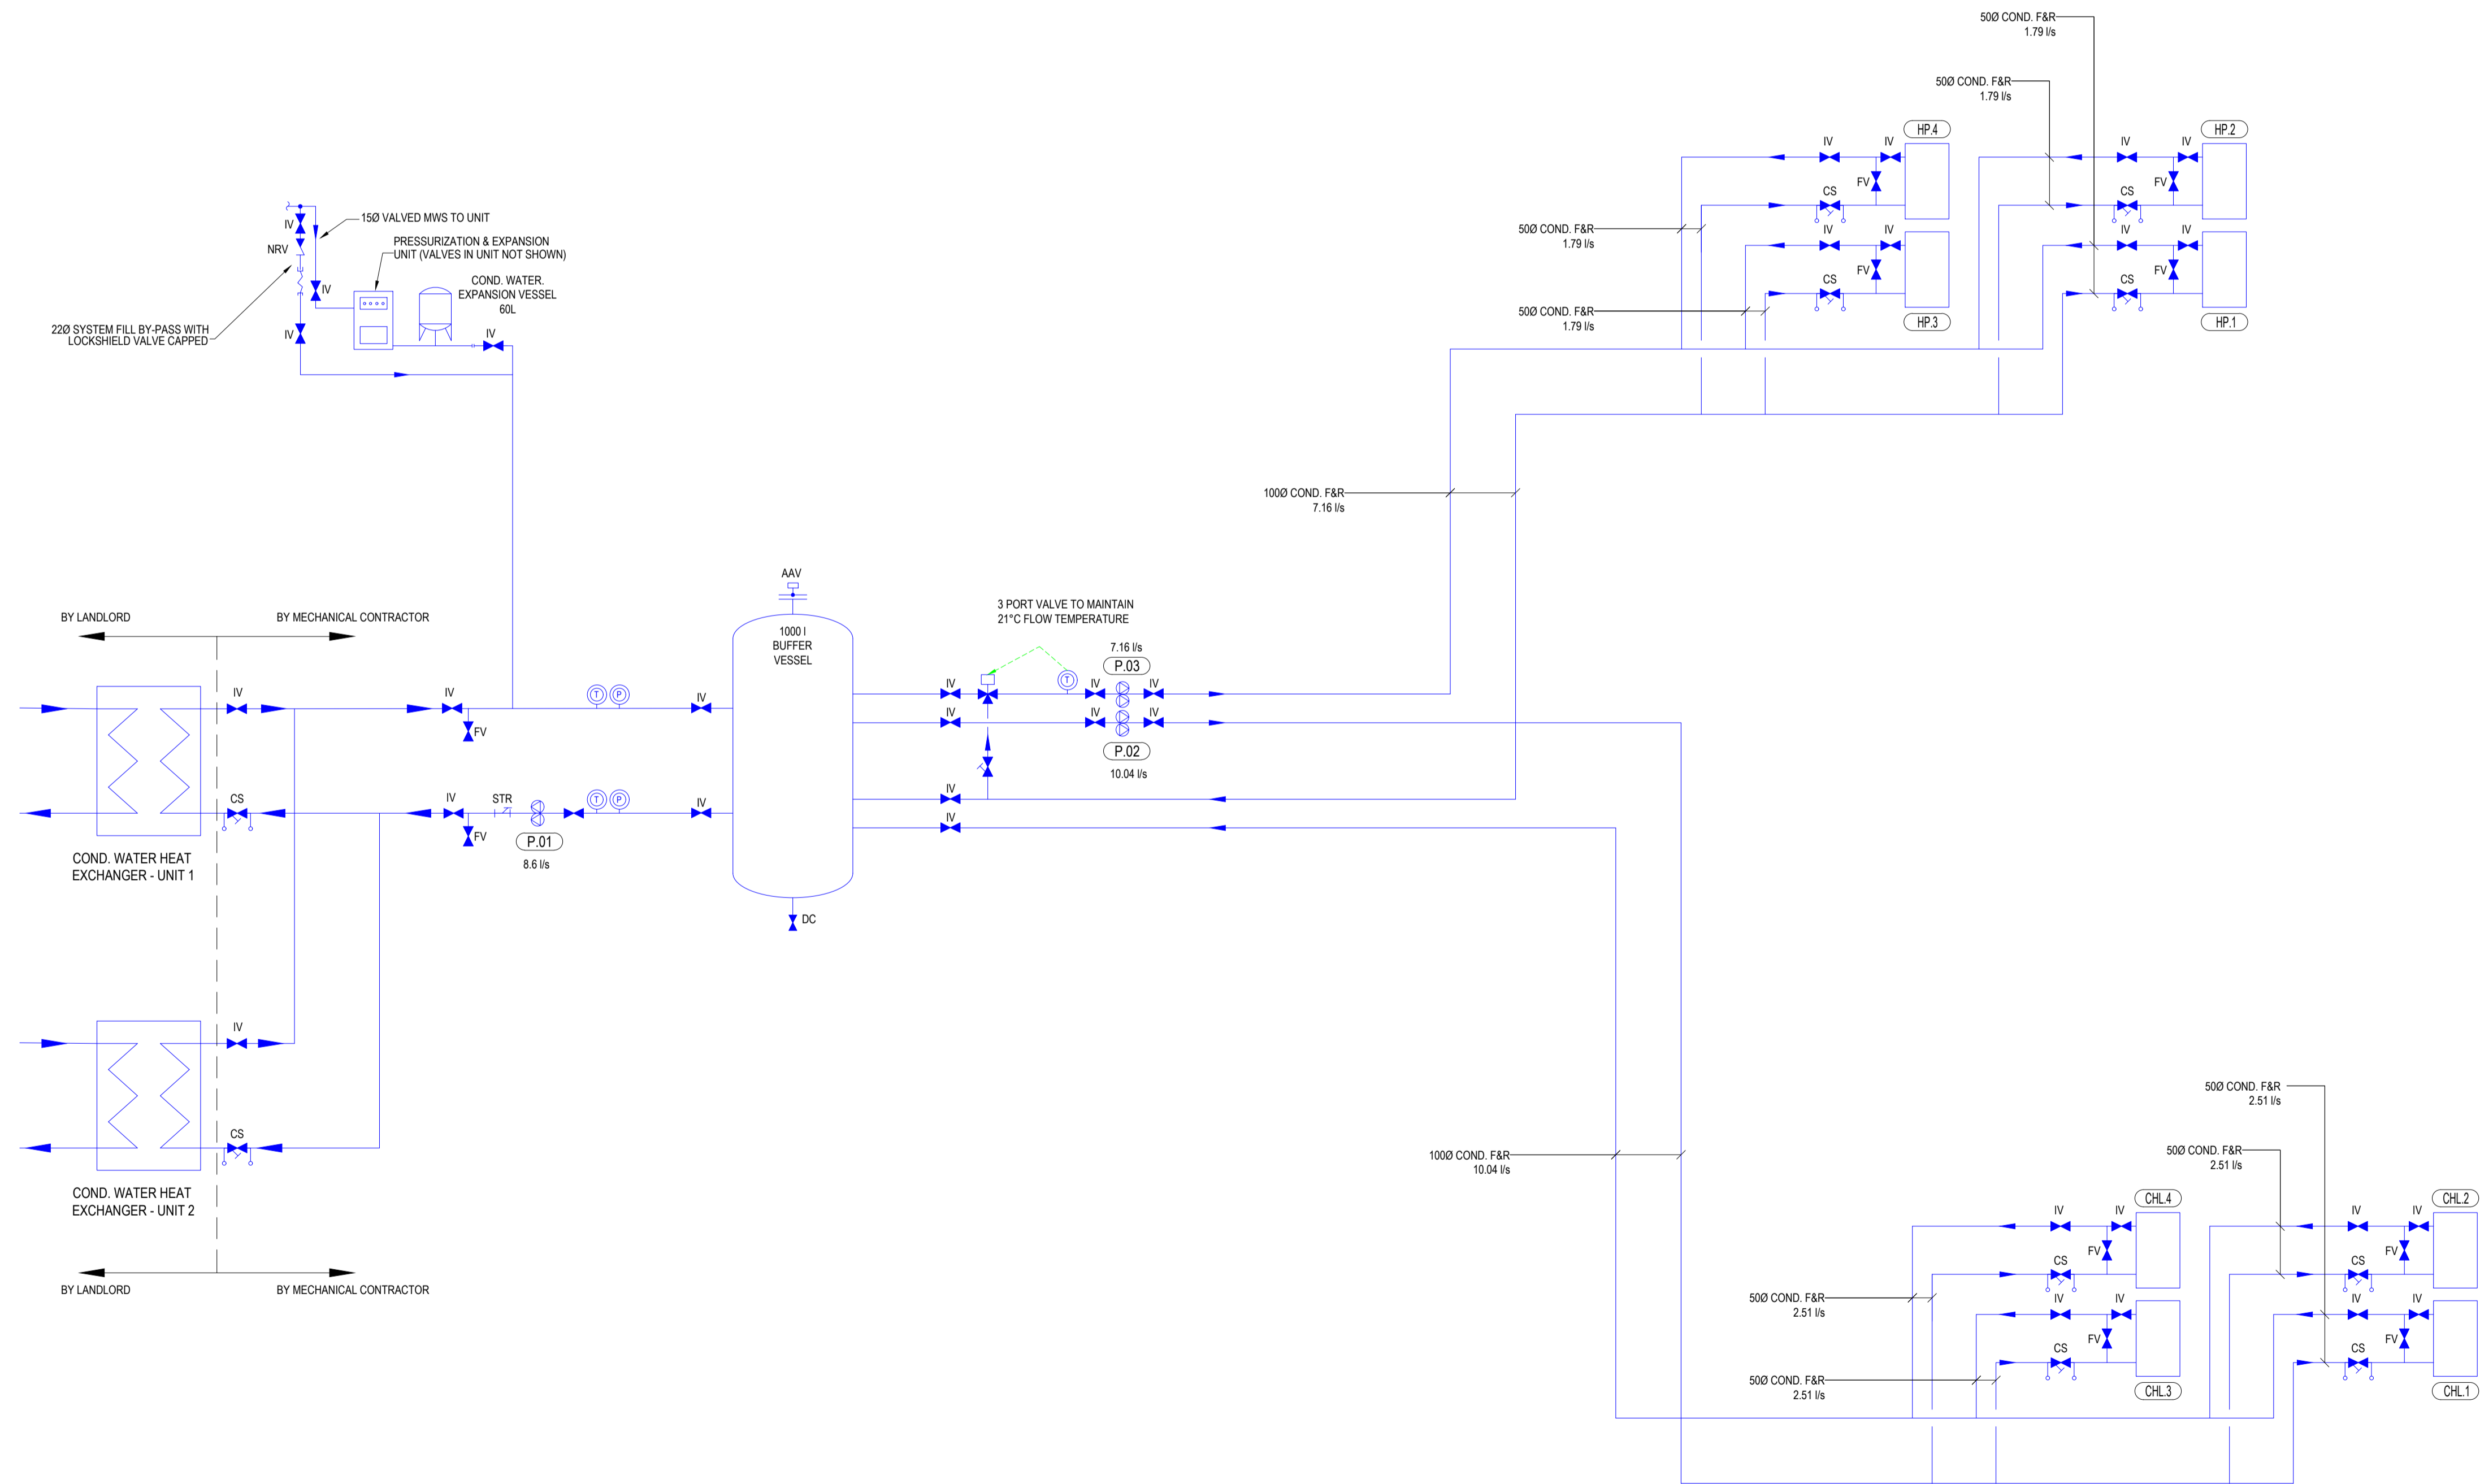 50Ø COND. F&R
1.79 l/s
50Ø COND. F&R
1.79 l/s
HP.4
HP.2
IV
IV
IV
IV
FV
FV
CS
CS
15Ø VALVED MWS TO UNIT
IV
NRV
50Ø COND. F&R
1.79 l/s
IV
IV
IV
IV
PRESSURIZATION & EXPANSION
UNIT (VALVES IN UNIT NOT SHOWN)
FV
FV
CS
CS
COND. WATER.
EXPANSION VESSEL
60L
IV
50Ø COND. F&R
1.79 l/s
HP.3
HP.1
22Ø SYSTEM FILL BY-PASS WITH
LOCKSHIELD VALVE CAPPED
IV
IV
100Ø COND. F&R
7.16 l/s
AAV
1000 l
BUFFER
VESSEL
3 PORT VALVE TO MAINTAIN
21°C FLOW TEMPERATURE
BY LANDLORD
BY MECHANICAL CONTRACTOR
7.16 l/s
P.03
IV
IV
T
P
IV
IV
T
IV
IV
FV
IV
IV
IV
P.02
10.04 l/s
CS
IV
STR
T
P
IV
IV
FV
P.01
8.6 l/s
IV
COND. WATER HEAT
EXCHANGER - UNIT 1
DC
IV
CS
COND. WATER HEAT
EXCHANGER - UNIT 2
BY LANDLORD
BY MECHANICAL CONTRACTOR
50Ø COND. F&R
2.51 l/s
50Ø COND. F&R
2.51 l/s
100Ø COND. F&R
10.04 l/s
CHL.4
CHL.2
IV
IV
IV
IV
FV
FV
CS
CS
50Ø COND. F&R
2.51 l/s
IV
IV
IV
IV
FV
FV
CS
CS
50Ø COND. F&R
2.51 l/s
CHL.3
CHL.1